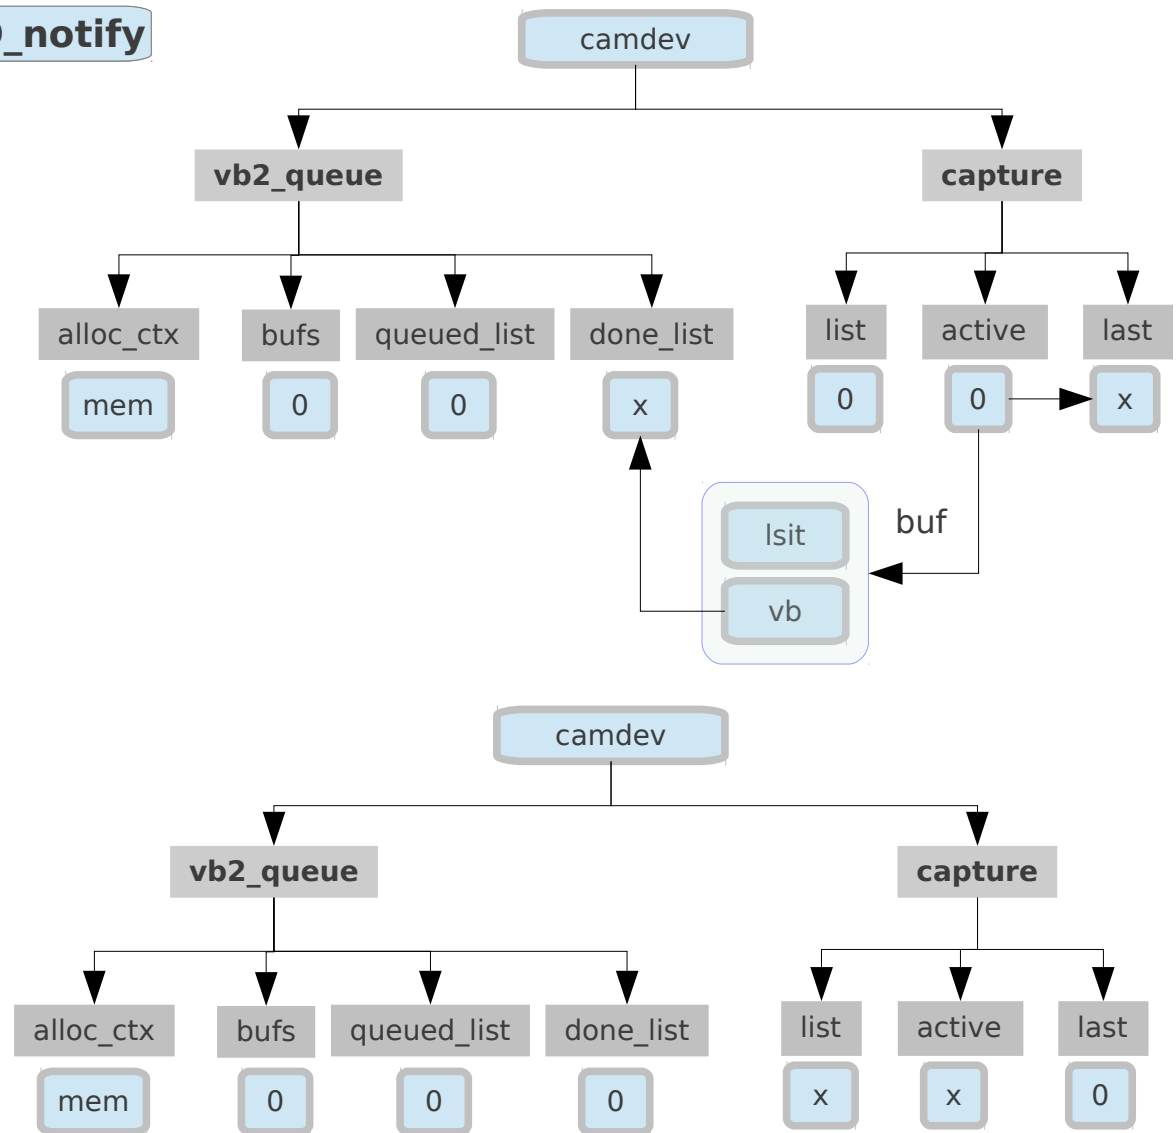 _notify
camdev
vb2_queue capture
alloc_ctx bufs queued_list done_list list active last
mem 0 0 x 0 0 x
lsit buf
vb
camdev
vb2_queue capture
alloc_ctx bufs queued_list done_list list active last
mem 0 0 0 x x 0